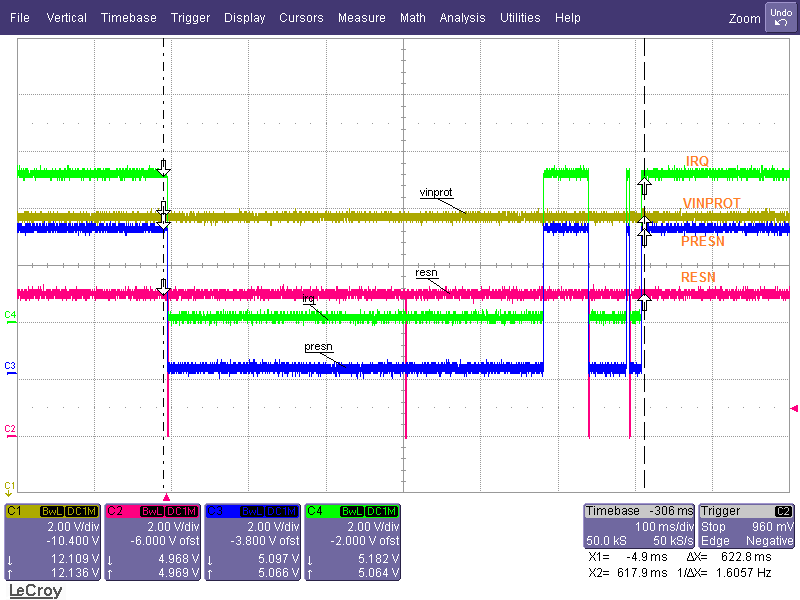 File Vertical Timebase Trigger Display Cursors Measure Math Analysis Utilities Help Zoom Undo
IRQ
vinprot
VINPROT
PRESN
resn
RESN
irq
C4
presn
C3
C2
C1
C1 BwL DC1M C2 BwL DC1M C3 BwL DC1M C4 BwL DC1M Timebase -306 ms Trigger C2
2.00 V/div 2.00 V/div 2.00 V/div 2.00 V/div 100 ms/div Stop 960 mV
-10.400 V -6.000 V ofst -3.800 V ofst -2.000 V ofst 50.0 kS 50 kS/s Edge Negative
↓ 12.109 V ↓ 4.968 V ↓ 5.097 V ↓ 5.182 V X1= -4.9 ms ΔX= 622.8 ms
↑ 12.136 V ↑ 4.969 V ↑ 5.066 V ↑ 5.064 V X2= 617.9 ms 1/ΔX= 1.6057 Hz
LeCroy